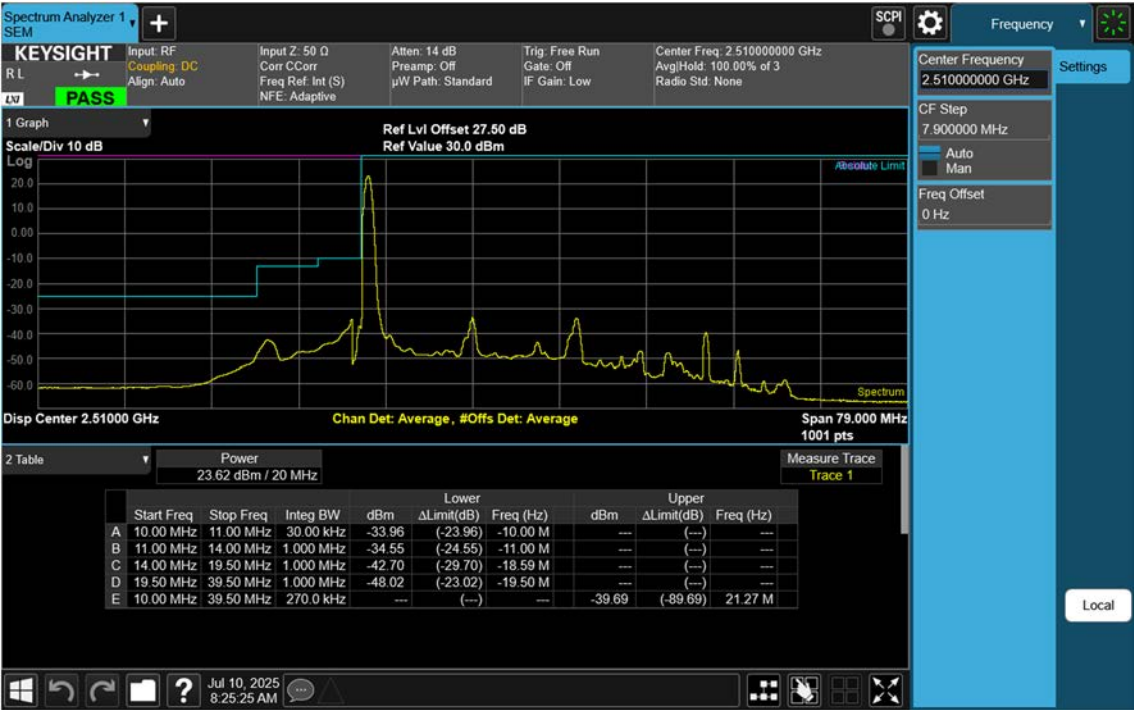 Spectrum Analyzer 1
SEM
+
SCPI
Frequency
KEYSIGHT
R L
LXI
PASS
Input: RF
Coupling: DC
Align: Auto
Input Z: 50 Ω
Corr CCorr
Freq Ref: Int (S)
NFE: Adaptive
Atten: 14 dB
Preamp: Off
µW Path: Standard
Trig: Free Run
Gate: Off
IF Gain: Low
Center Freq: 2.510000000 GHz
Avg|Hold: 100.00% of 3
Radio Std: None
Center Frequency
2.510000000 GHz
Settings
CF Step
7.900000 MHz
Auto
Man
Freq Offset
0 Hz
1 Graph
Scale/Div 10 dB
Ref Lvl Offset 27.50 dB
Ref Value 30.0 dBm
Log
20.0
10.0
0.00
-10.0
-20.0
-30.0
-40.0
-50.0
-60.0
Absolute Limit
Spectrum
Disp Center 2.51000 GHz
Chan Det: Average, #Offs Det: Average
Span 79.000 MHz
1001 pts
2 Table
Power
23.62 dBm / 20 MHz
Measure Trace
Trace 1
Lower Upper
Start Freq Stop Freq Integ BW dBm ΔLimit(dB) Freq (Hz) dBm ΔLimit(dB) Freq (Hz)
A 10.00 MHz 11.00 MHz 30.00 kHz -33.96 (-23.96) -10.00 M --- (---) ---
B 11.00 MHz 14.00 MHz 1.000 MHz -34.55 (-24.55) -11.00 M --- (---) ---
C 14.00 MHz 19.50 MHz 1.000 MHz -42.70 (-29.70) -18.59 M --- (---) ---
D 19.50 MHz 39.50 MHz 1.000 MHz -48.02 (-23.02) -19.50 M --- (---) ---
E 10.00 MHz 39.50 MHz 270.0 kHz --- (---) --- -39.69 (-89.69) 21.27 M
Local
?
Jul 10, 2025
8:25:25 AM